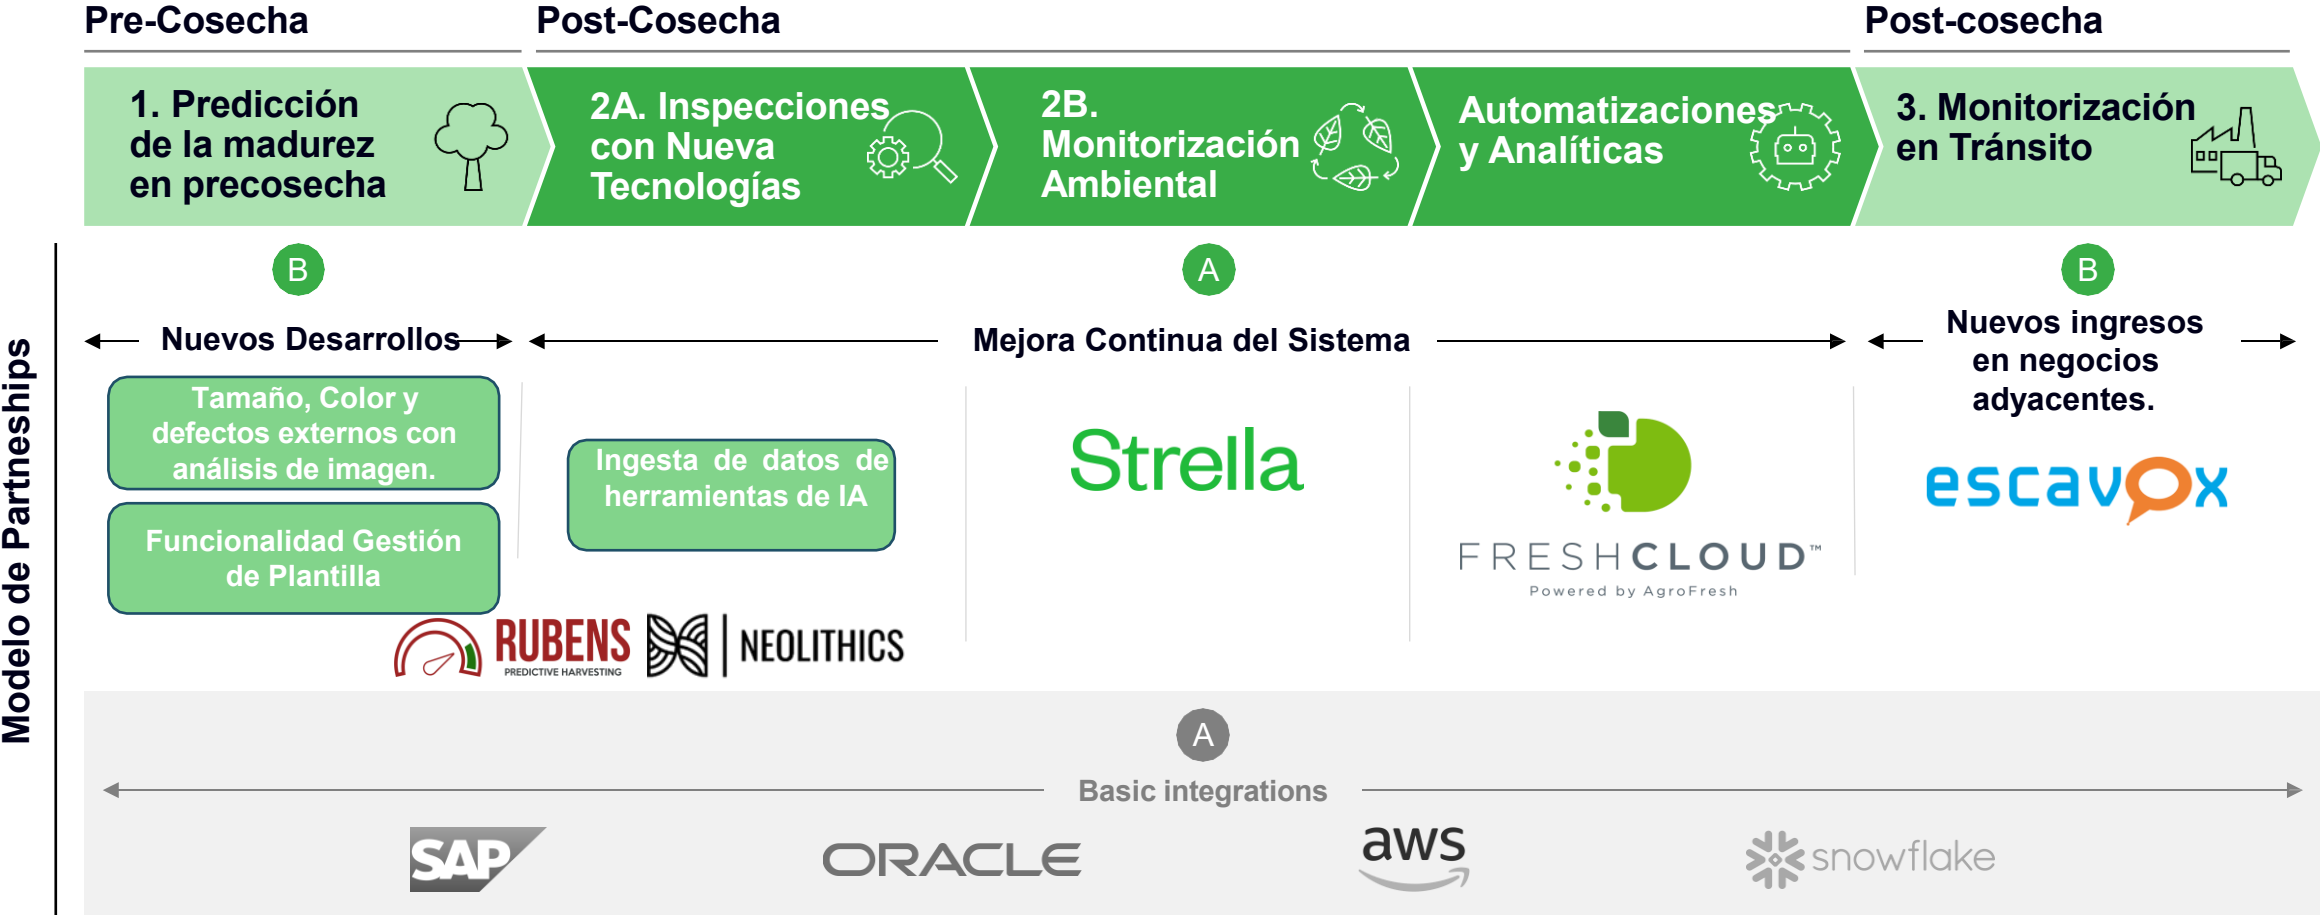 Pre-Cosecha
Post-Cosecha
Post-cosecha
1. Predicción
de la madurez
en precosecha
2A. Inspecciones
con Nueva
Tecnologías
2B.
Monitorización
Ambiental
Automatizaciones
y Analíticas
3. Monitorización
en Tránsito
Modelo de Partneships
B
A
B
Nuevos Desarrollos
Mejora Continua del Sistema
Nuevos ingresos
en negocios
adyacentes.
Tamaño, Color y
defectos externos con
análisis de imagen.
Funcionalidad Gestión
de Plantilla
Ingesta de datos de
herramientas de IA
RUBENS
PREDICTIVE HARVESTING
NEOLITHICS
Strella
FRESHCLOUD™
Powered by AgroFresh
escavox
A
Basic integrations
SAP
ORACLE
aws
snowflake